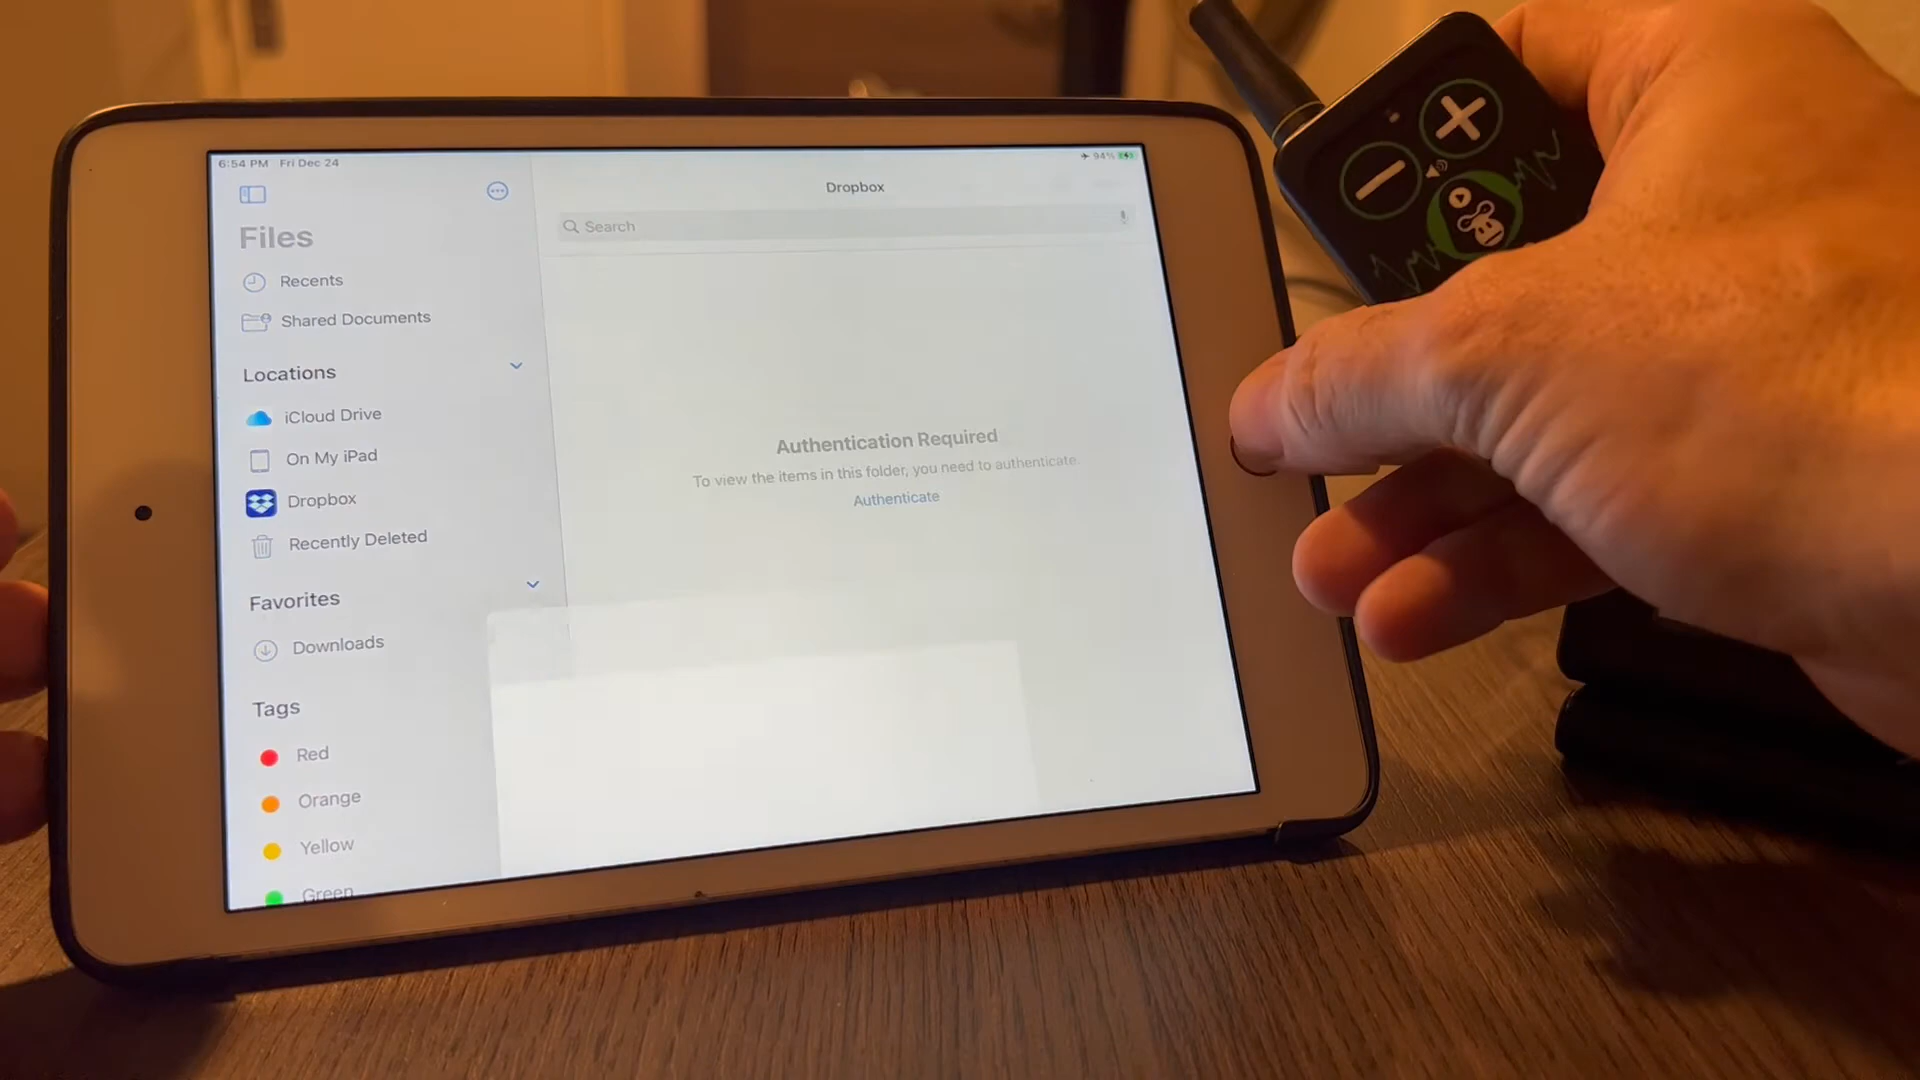 6:54 PM Fri Dec 24
94%
Files
Recents
Shared Documents
Locations
iCloud Drive
On My iPad
Dropbox
Recently Deleted
Favorites
Downloads
Tags
Red
Orange
Yellow
Green
Dropbox
Search
Authentication Required
To view the items in this folder, you need to authenticate.
Authenticate